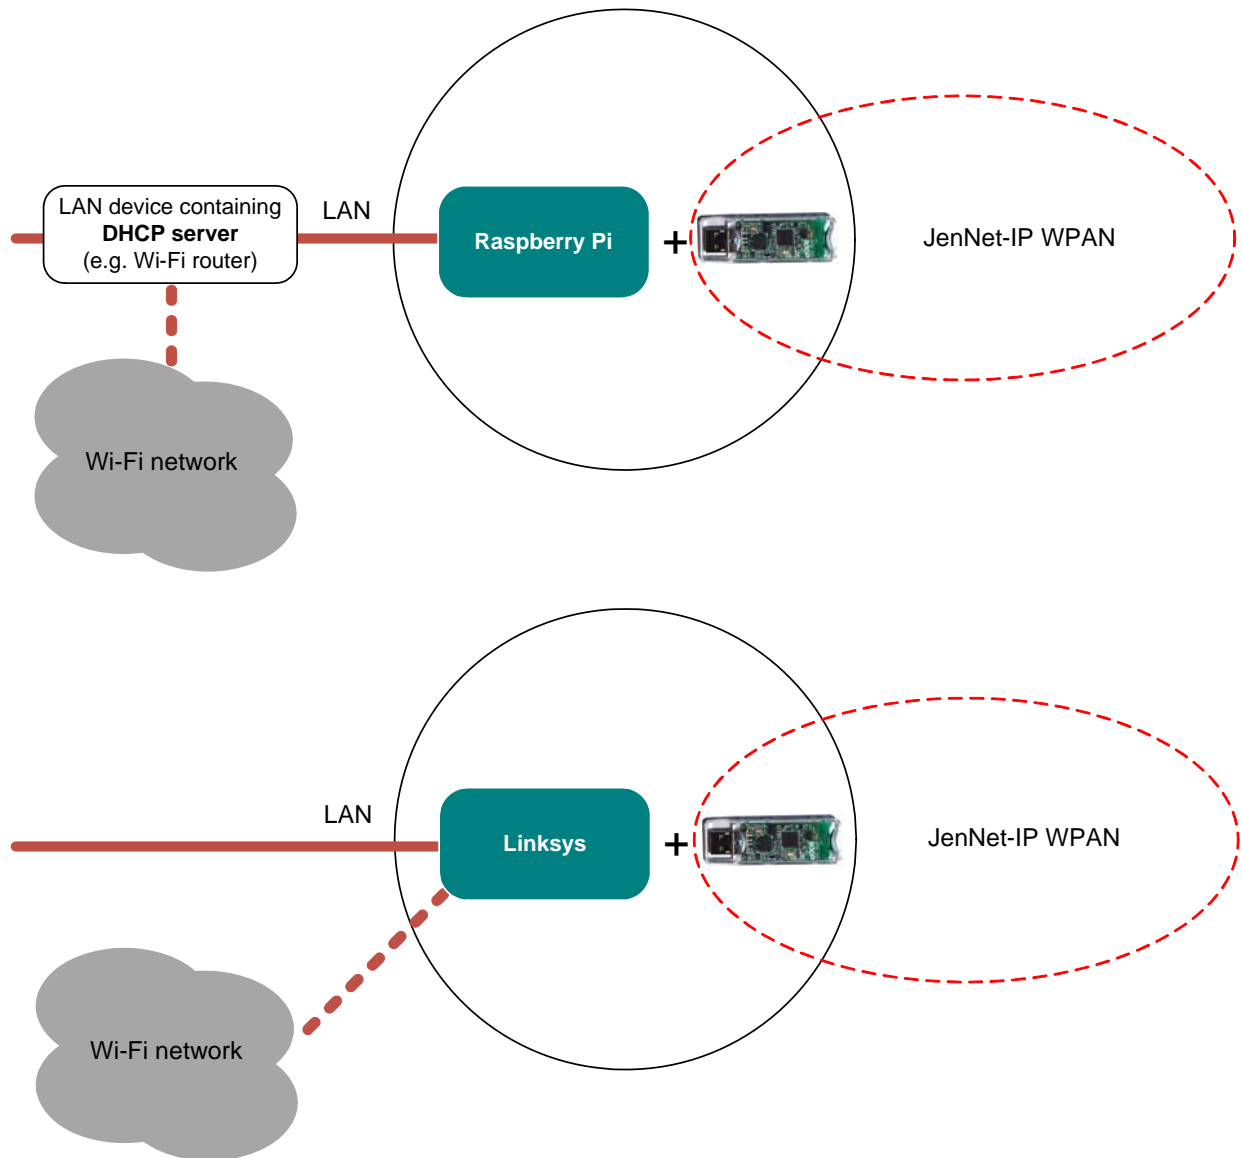 LAN device containing
DHCP server
(e.g. Wi-Fi router)
LAN
Raspberry Pi
+
JenNet-IP WPAN
Wi-Fi network
LAN
Linksys
+
JenNet-IP WPAN
Wi-Fi network